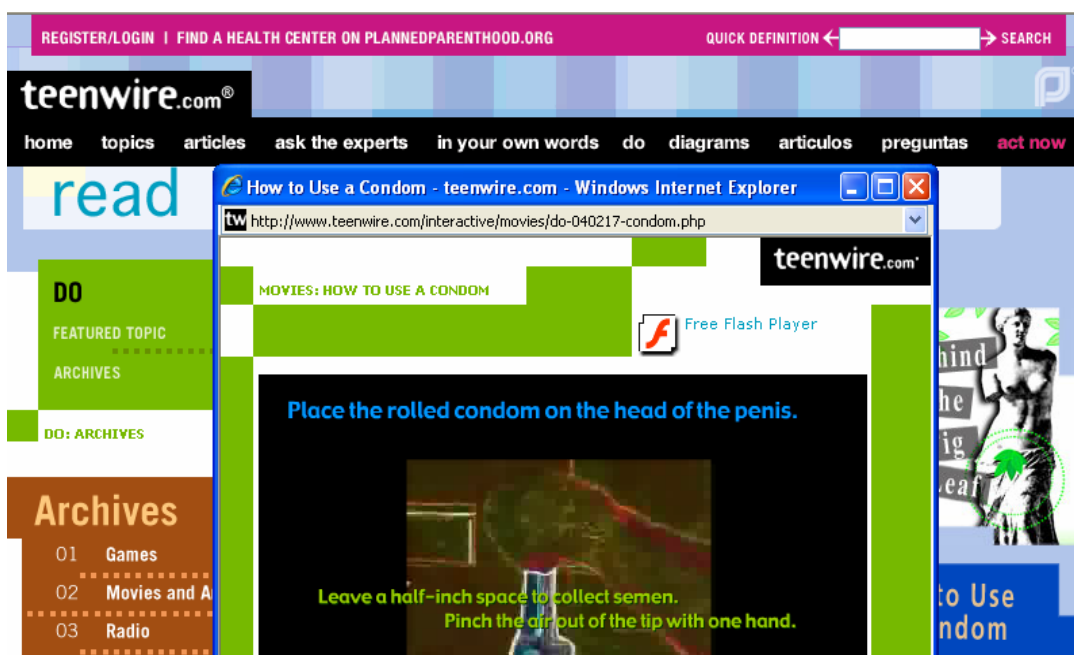 REGISTER/LOGIN | FIND A HEALTH CENTER ON PLANNEDPARENTHOOD.ORG QUICK DEFINITION SEARCH
teenwire.com®
home topics articles ask the experts in your own words do diagrams articulos preguntas act now
read
How to Use a Condom - teenwire.com - Windows Internet Explorer
tw http://www.teenwire.com/interactive/movies/do-040217-condom.php
teenwire.com
MOVIES: HOW TO USE A CONDOM
Free Flash Player
DO
FEATURED TOPIC
ARCHIVES
DO: ARCHIVES
Place the rolled condom on the head of the penis.
Leave a half-inch space to collect semen.
Pinch the air out of the tip with one hand.
Archives
01 Games
02 Movies and A
03 Radio
hind
he
ig
eaf
to Use
ndom